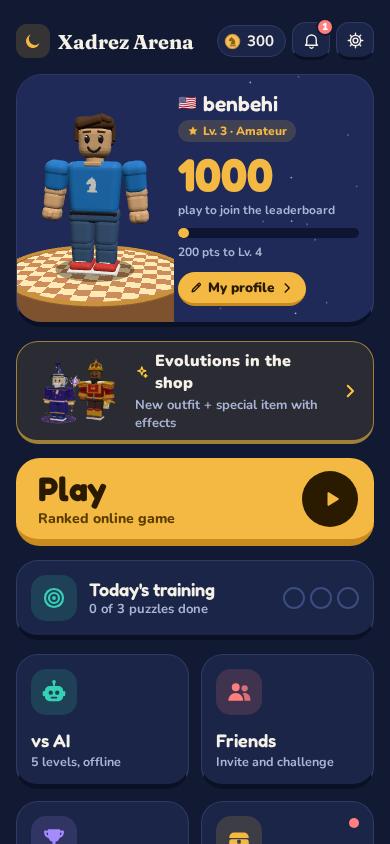 Xadrez Arena
300
1
benbehi
Lv. 3 · Amateur
1000
play to join the leaderboard
200 pts to Lv. 4
My profile
Evolutions in the
shop
New outfit + special item with
effects
Play
Ranked online game
Today's training
0 of 3 puzzles done
vs AI
5 levels, offline
Friends
Invite and challenge